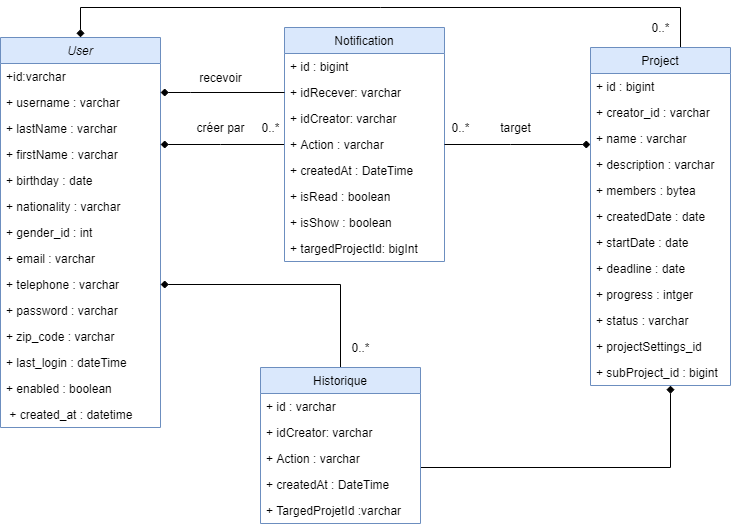 User
+id:varchar
+ username : varchar
+ lastName : varchar
+ firstName : varchar
+ birthday : date
+ nationality : varchar
+ gender_id : int
+ email : varchar
+ telephone : varchar
+ password : varchar
+ zip_code : varchar
+ last_login : dateTime
+ enabled : boolean
+ created_at : datetime
recevoir
créer par
0..*
Notification
+ id : bigint
+ idRecever: varchar
+ idCreator: varchar
+ Action : varchar
+ createdAt : DateTime
+ isRead : boolean
+ isShow : boolean
+ targedProjectId: bigInt
0..*
target
0..*
Project
+ id : bigint
+ creator_id : varchar
+ name : varchar
+ description : varchar
+ members : bytea
+ createdDate : date
+ startDate : date
+ deadline : date
+ progress : intger
+ status : varchar
+ projectSettings_id
+ subProject_id : bigint
0..*
Historique
+ id : varchar
+ idCreator: varchar
+ Action : varchar
+ createdAt : DateTime
+ TargedProjetId :varchar